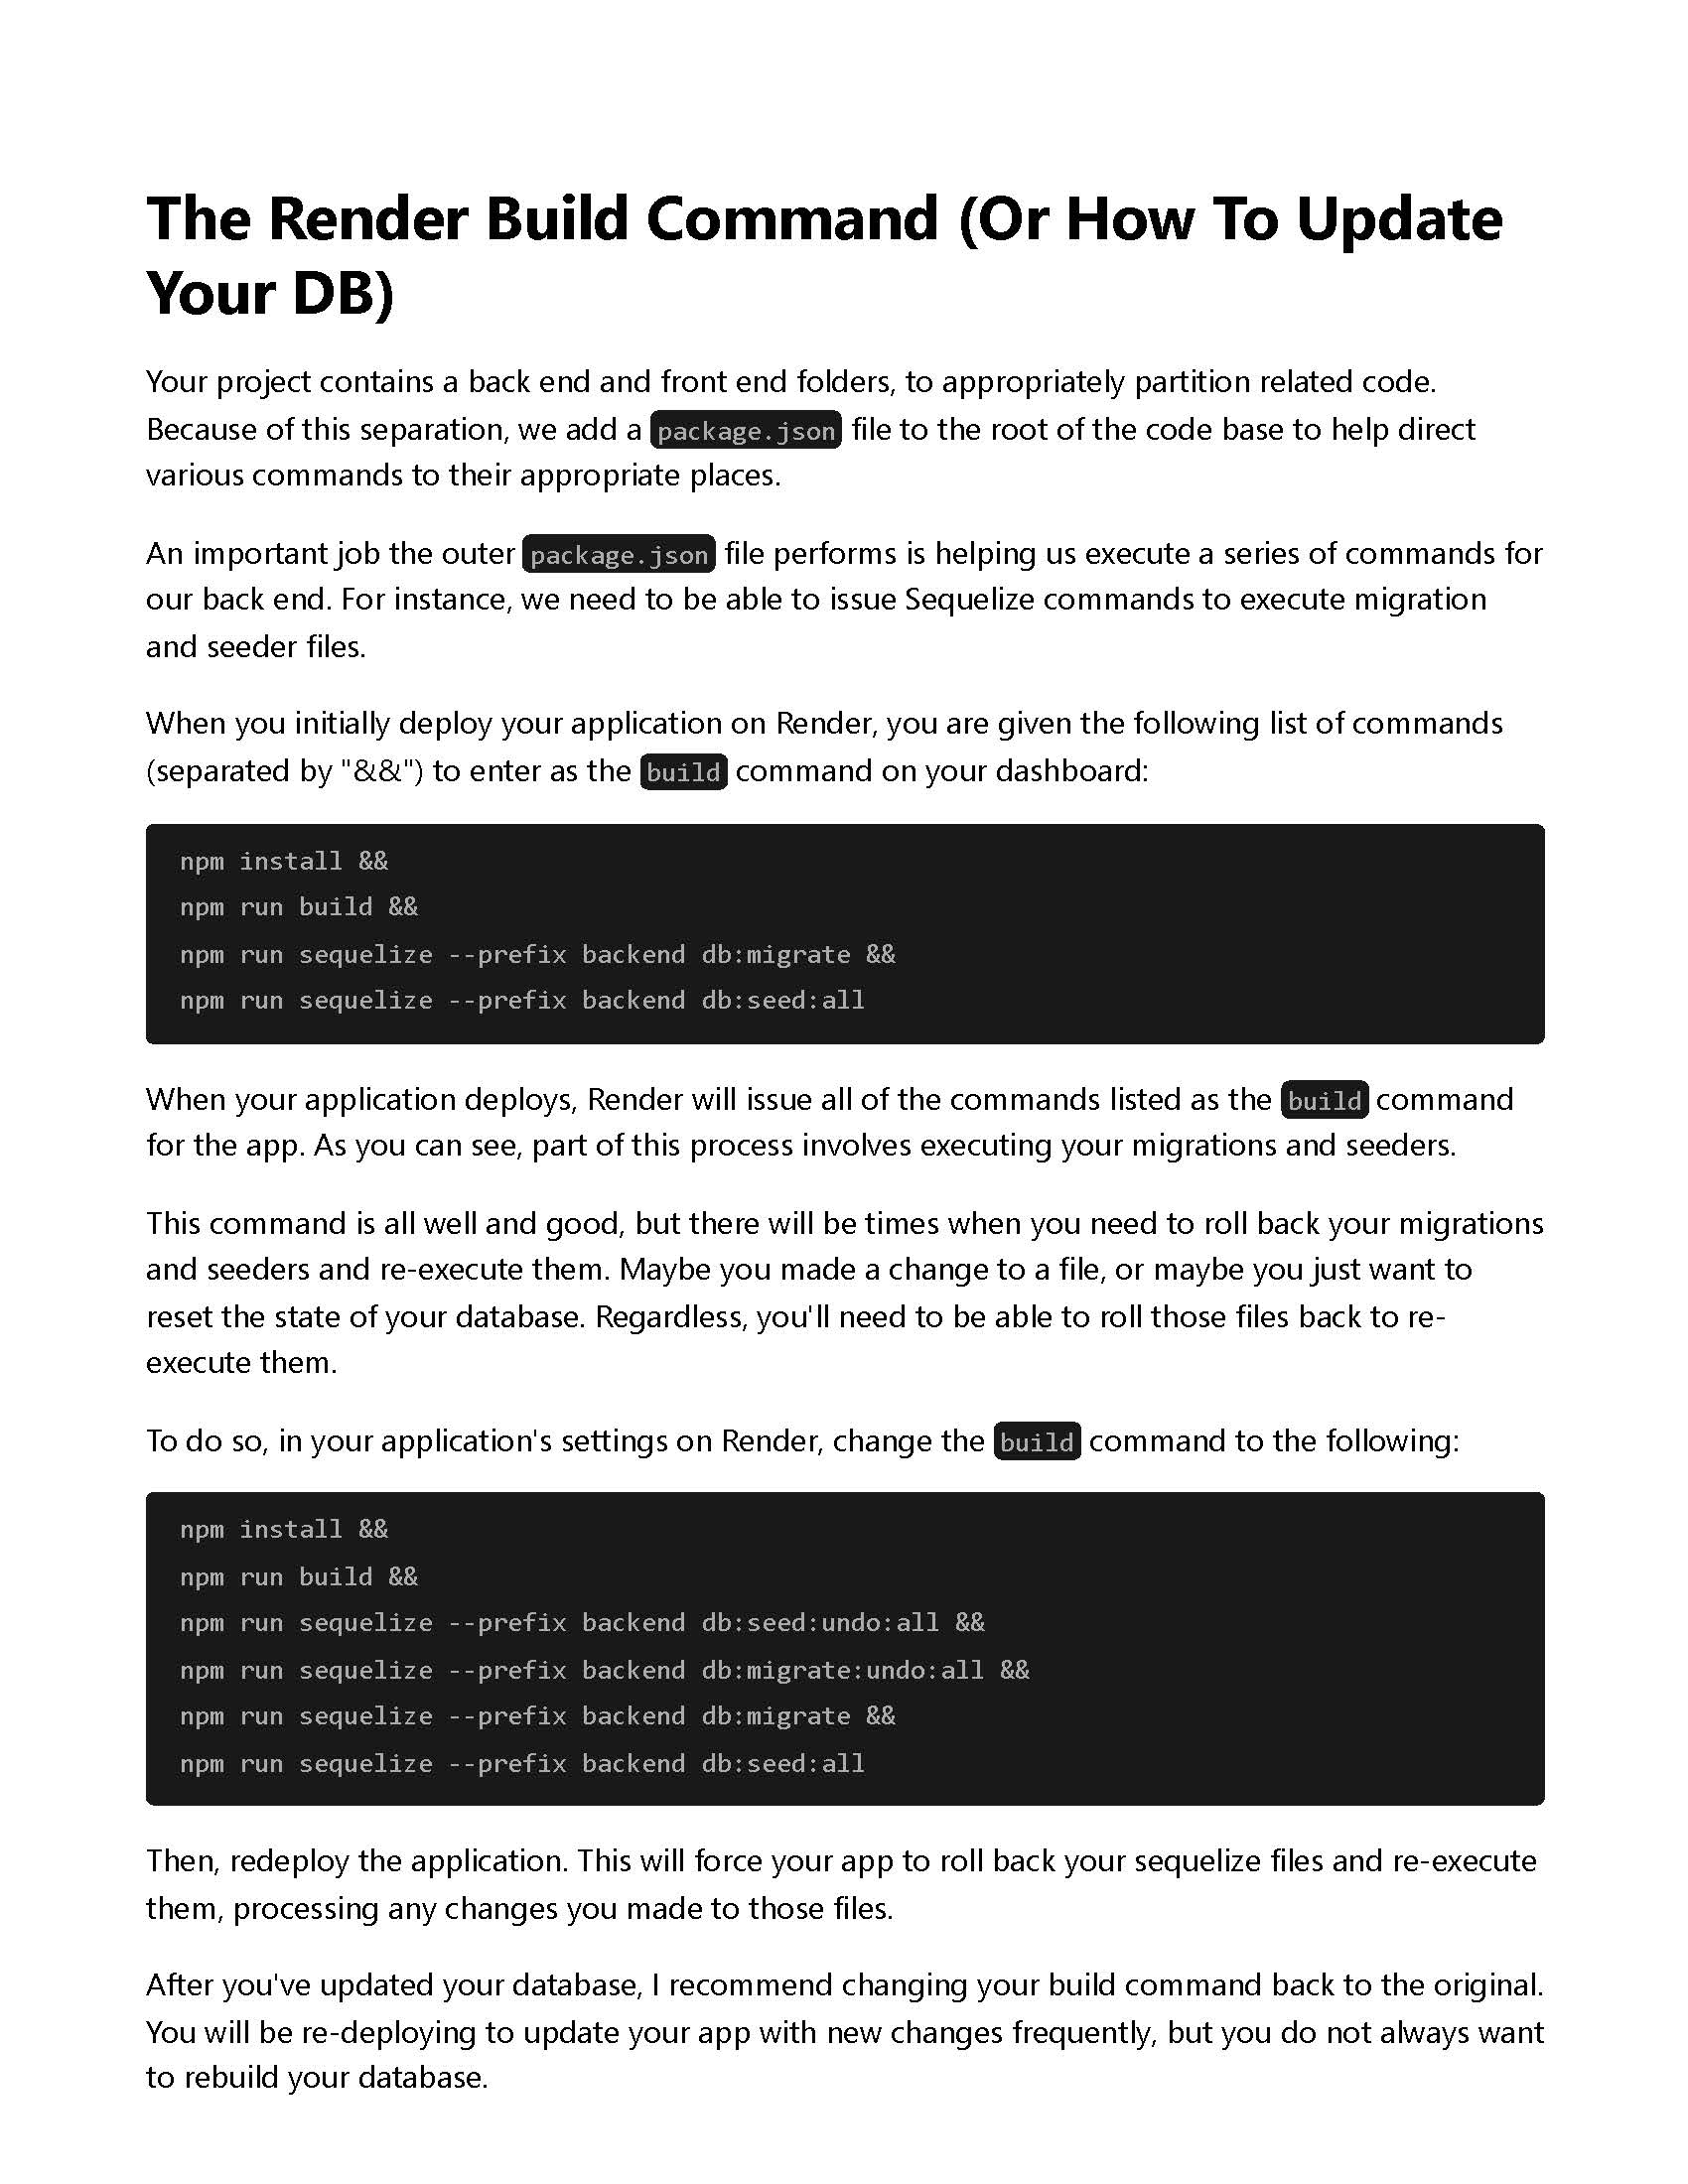 The Render Build Command (Or How To Update
Your DB)
Your project contains a back end and front end folders, to appropriately partition related code.
Because of this separation, we add a package.json file to the root of the code base to help direct
various commands to their appropriate places.
An important job the outer package.json file performs is helping us execute a series of commands for
our back end. For instance, we need to be able to issue Sequelize commands to execute migration
and seeder files.
When you initially deploy your application on Render, you are given the following list of commands
(separated by "&&") to enter as the build command on your dashboard:
npm install &&
npm run build &&
npm run sequelize --prefix backend db:migrate &&
npm run sequelize --prefix backend db:seed:all
When your application deploys, Render will issue all of the commands listed as the build command
for the app. As you can see, part of this process involves executing your migrations and seeders.
This command is all well and good, but there will be times when you need to roll back your migrations
and seeders and re-execute them. Maybe you made a change to a file, or maybe you just want to
reset the state of your database. Regardless, you'll need to be able to roll those files back to re-
execute them.
To do so, in your application's settings on Render, change the build command to the following:
npm install &&
npm run build &&
npm run sequelize --prefix backend db:seed:undo:all &&
npm run sequelize --prefix backend db:migrate:undo:all &&
npm run sequelize --prefix backend db:migrate &&
npm run sequelize --prefix backend db:seed:all
Then, redeploy the application. This will force your app to roll back your sequelize files and re-execute
them, processing any changes you made to those files.
After you've updated your database, I recommend changing your build command back to the original.
You will be re-deploying to update your app with new changes frequently, but you do not always want
to rebuild your database.